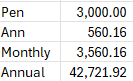 Pen 3,000.00
Ann 560.16
Monthly 3,560.16
Annual 42,721.92